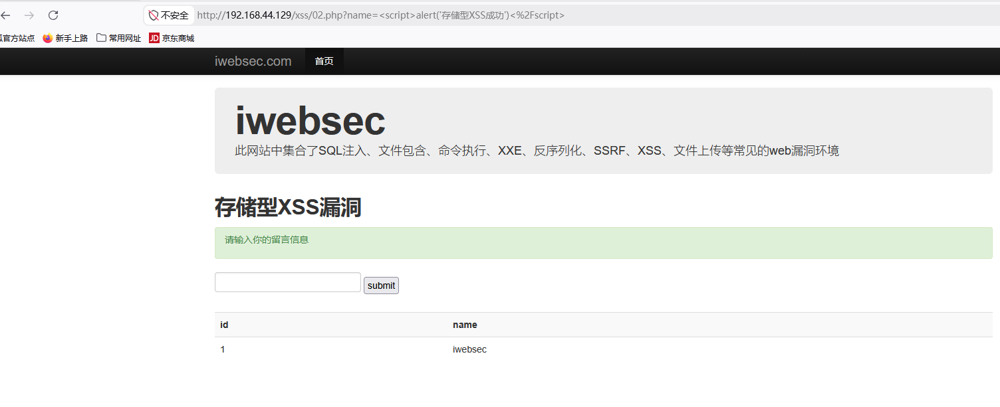 不安全 http://192.168.44.129/xss/02.php?name=<script>alert('存储型XSS成功')<%2Fscript>
官方站点 新手上路 常用网址 JD 京东商城
iwebsec.com 首页
iwebsec
此网站中集合了SQL注入、文件包含、命令执行、XXE、反序列化、SSRF、XSS、文件上传等常见的web漏洞环境
存储型XSS漏洞
请输入你的留言信息
submit
id name
1 iwebsec